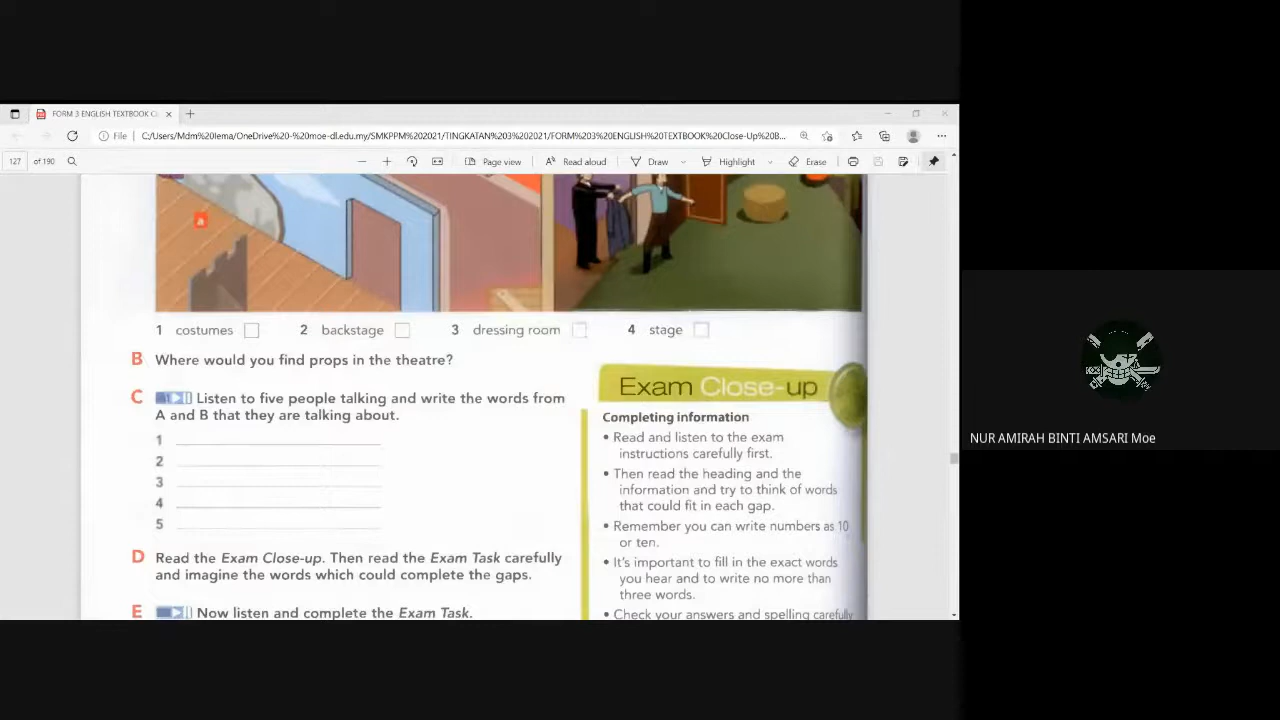 FORM 3 ENGLISH TEXTBOOK C
File
C:/Users/Mdm%20Iema/OneDrive%20-%20moe-dl.edu.my/SMKPPM%202021/TINGKATAN%203%202021/FORM%203%20ENGLISH%20TEXTBOOK%20Close-Up%20B...
127 of 190
Page view
Read aloud
Draw
Highlight
Erase
a
1 costumes 2 backstage 3 dressing room 4 stage
B Where would you find props in the theatre?
C Listen to five people talking and write the words from
A and B that they are talking about.
1
2
3
4
5
D Read the Exam Close-up. Then read the Exam Task carefully
and imagine the words which could complete the gaps.
E Now listen and complete the Exam Task.
Exam Close-up
Completing information
• Read and listen to the exam
instructions carefully first.
• Then read the heading and the
information and try to think of words
that could fit in each gap.
• Remember you can write numbers as 10
or ten.
• It's important to fill in the exact words
you hear and to write no more than
three words.
• Check your answers and spelling carefully
NUR AMIRAH BINTI AMSARI Moe